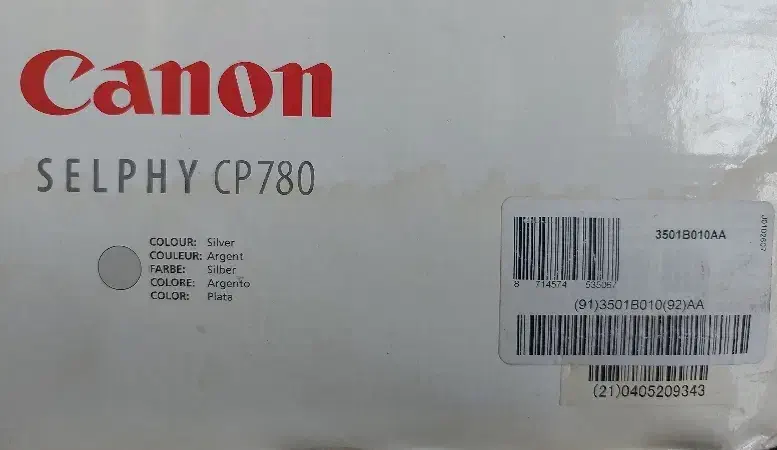 Canon
SELPHY CP780
COLOUR: Silver
COULEUR: Argent
FARBE: Silber
COLORE: Argento
COLOR: Plata
3501B010AA
8 714574 535067
(91)3501B010(92)AA
(21)0405209343